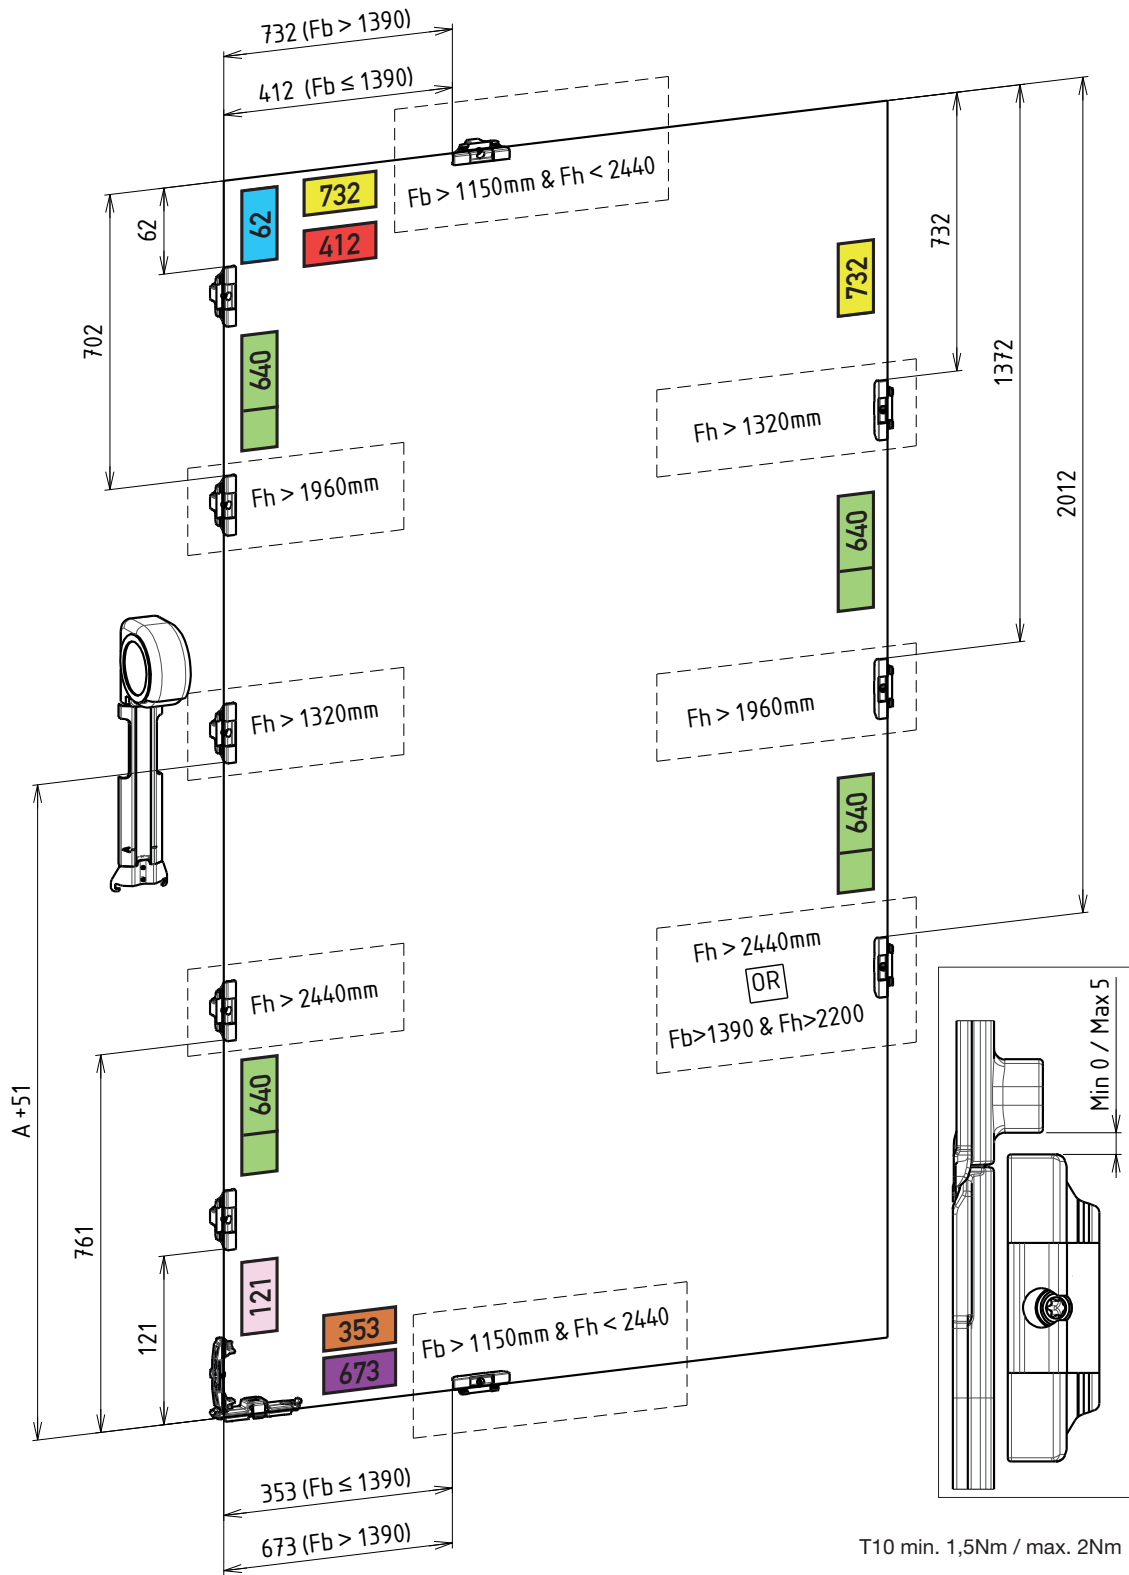 732 (Fb > 1390)
412 (Fb ≤ 1390)
Fb > 1150mm & Fh < 2440
62
732
412
62
702
732
1372
2012
732
640
Fh > 1320mm
Fh > 1960mm
640
Fh > 1320mm
Fh > 1960mm
640
Fh > 2440mm
OR
Fb>1390 & Fh>2200
Fh > 2440mm
A +51
761
640
121
121
353
673
Fb > 1150mm & Fh < 2440
353 (Fb ≤ 1390)
673 (Fb > 1390)
Min 0 / Max 5
T10 min. 1,5Nm / max. 2Nm